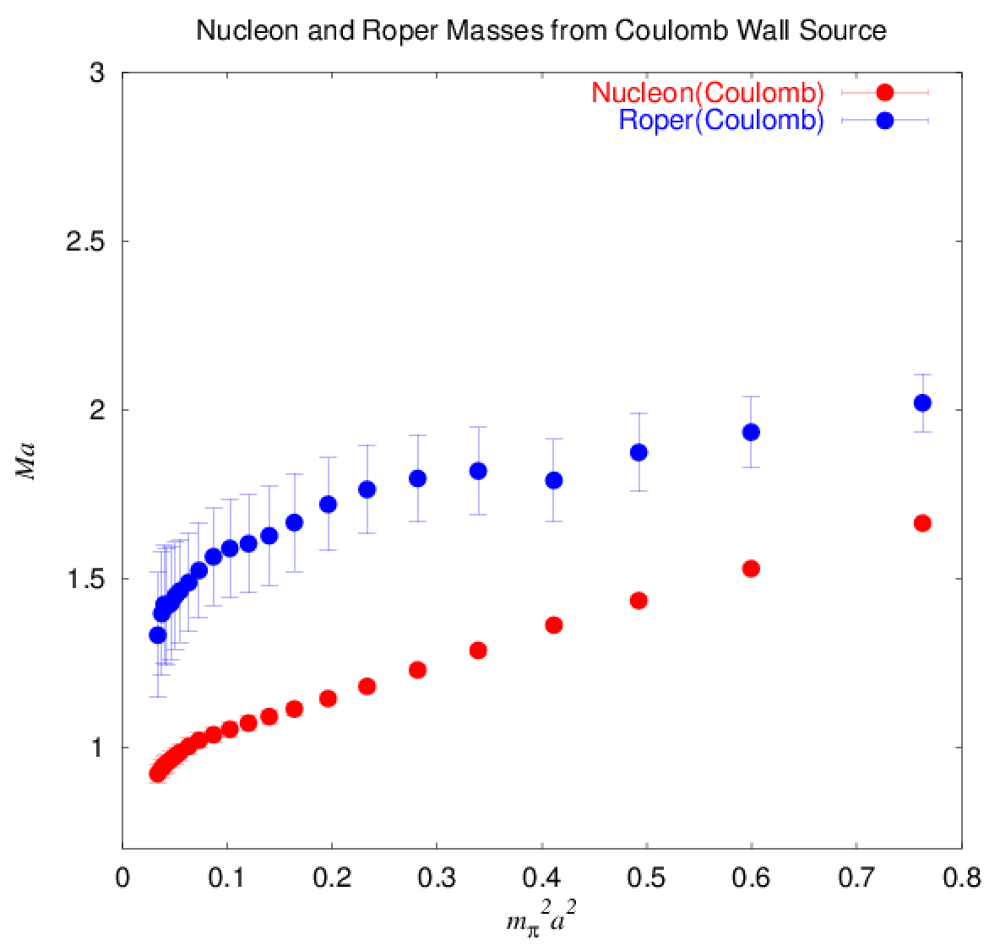 Nucleon and Roper Masses from Coulomb Wall Source
3
Nucleon(Coulomb)
Roper(Coulomb)
2.5
2
Ma
1.5
1
0 0.1 0.2 0.3 0.4 0.5 0.6 0.7 0.8
mπ²a²